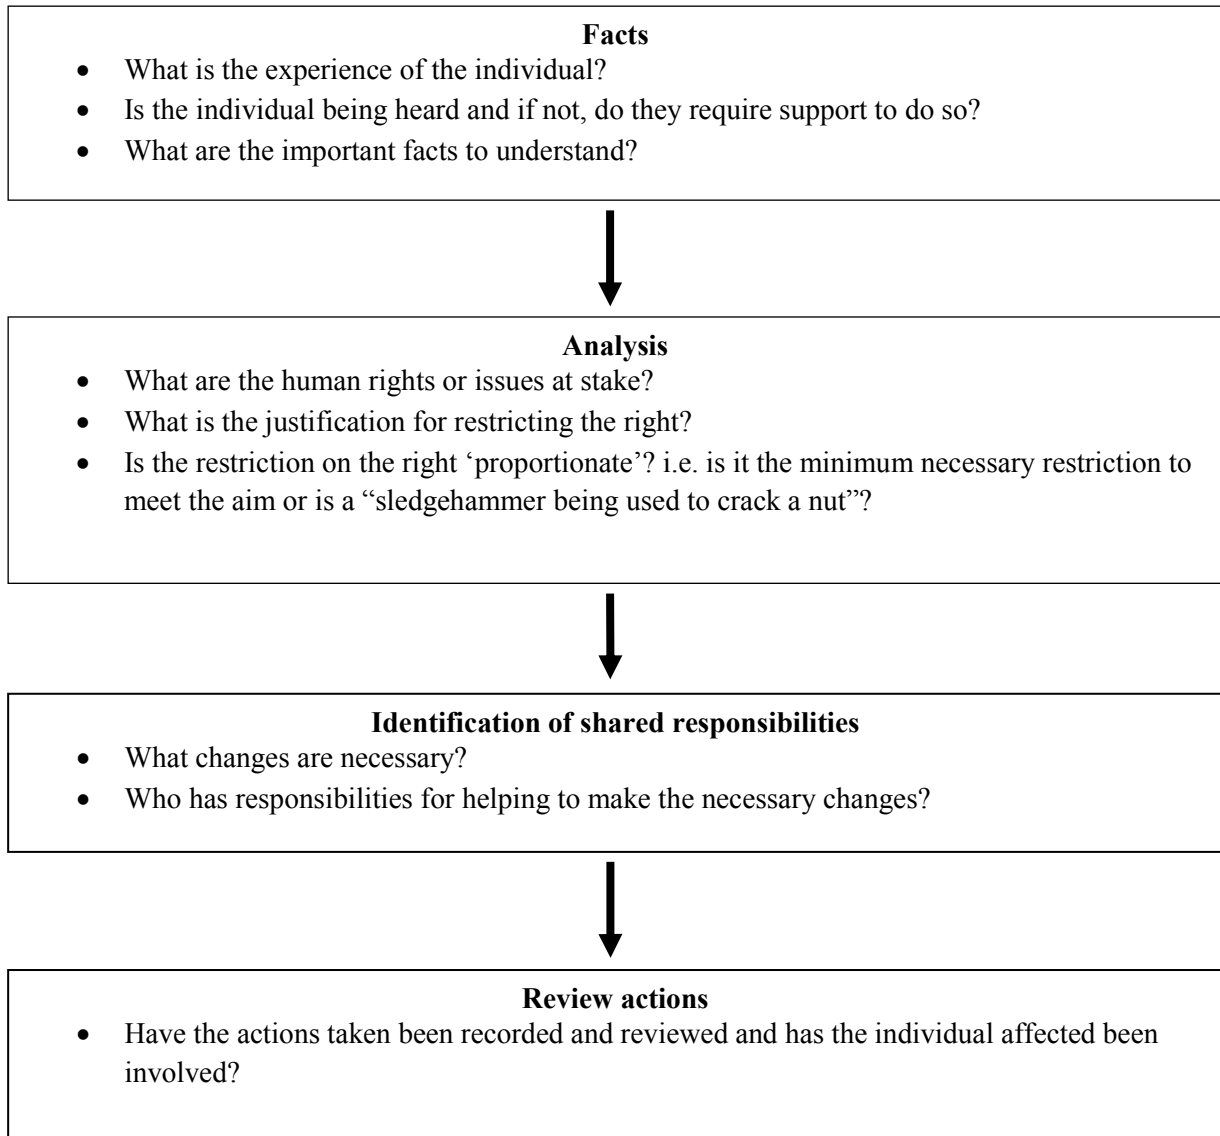 Facts
• What is the experience of the individual?
• Is the individual being heard and if not, do they require support to do so?
• What are the important facts to understand?
Analysis
• What are the human rights or issues at stake?
• What is the justification for restricting the right?
• Is the restriction on the right ‘proportionate’? i.e. is it the minimum necessary restriction to
meet the aim or is a “sledgehammer being used to crack a nut”?
Identification of shared responsibilities
• What changes are necessary?
• Who has responsibilities for helping to make the necessary changes?
Review actions
• Have the actions taken been recorded and reviewed and has the individual affected been
involved?